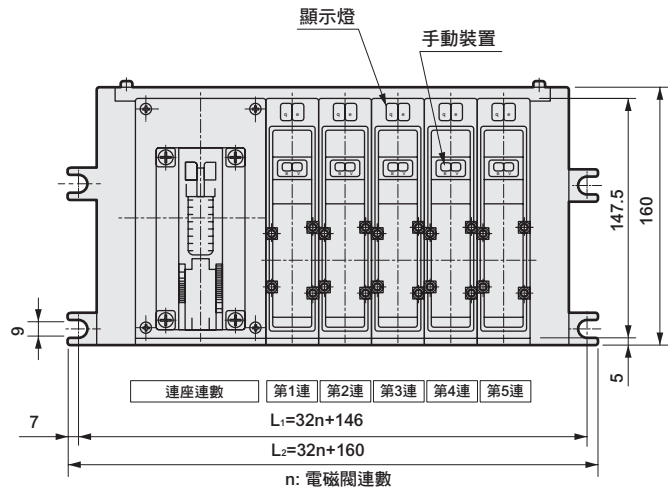 顯示燈
手動裝置
147.5
160
9
5
連座連數 第1連 第2連 第3連 第4連 第5連
7
L₁=32n+146
L₂=32n+160
n: 電磁閥連數